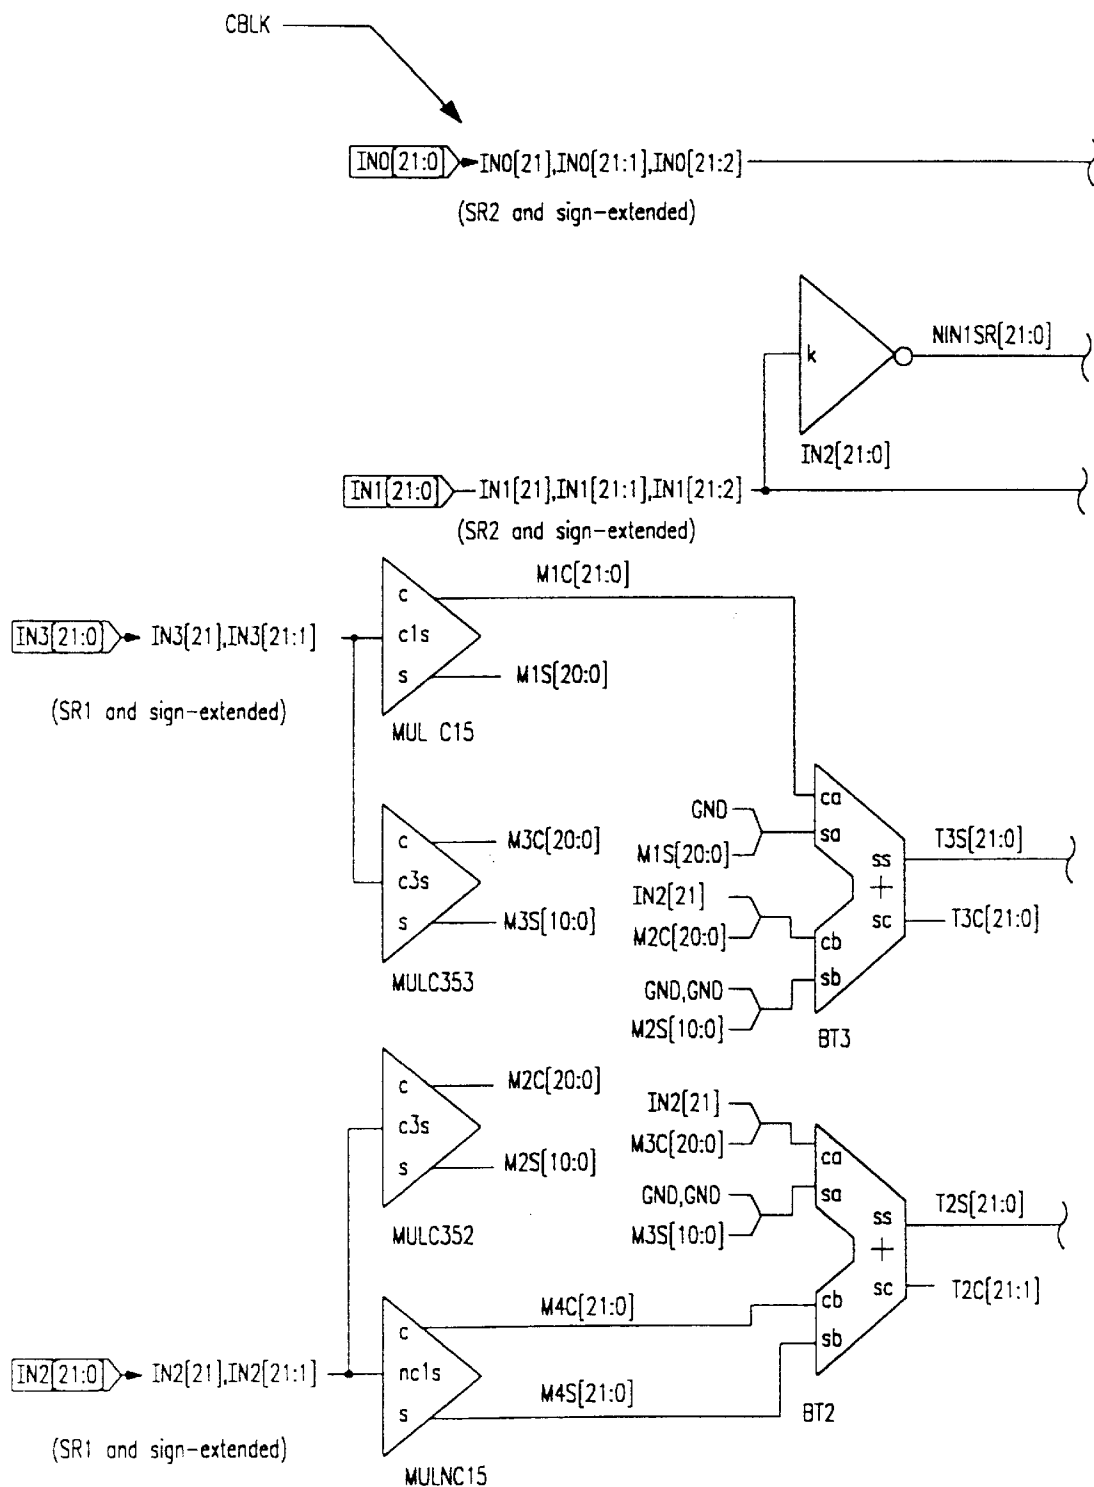 CBLK
IN0[21:0] IN0[21],IN0[21:1],IN0[21:2]
(SR2 and sign-extended)
k
NIN1SR[21:0]
IN2[21:0]
IN1[21:0] IN1[21],IN1[21:1],IN1[21:2]
(SR2 and sign-extended)
M1C[21:0]
c
IN3[21:0] IN3[21],IN3[21:1] c1s
s
M1S[20:0]
(SR1 and sign-extended)
MUL C15
ca
GND
sa
M1S[20:0]
c
M3C[20:0]
c3s
s
M3S[10:0]
MULC353
ss
T3S[21:0]
+
IN2[21]
sc
T3C[21:0]
M2C[20:0]
cb
sb
GND,GND
M2S[10:0]
BT3
c
M2C[20:0]
c3s
s
M2S[10:0]
MULC352
IN2[21]
M3C[20:0]
ca
GND,GND
sa
M3S[10:0]
ss
T2S[21:0]
+
sc
T2C[21:1]
M4C[21:0]
cb
sb
c
IN2[21:0] IN2[21],IN2[21:1] nc1s
s
M4S[21:0]
BT2
(SR1 and sign-extended)
MULNC15